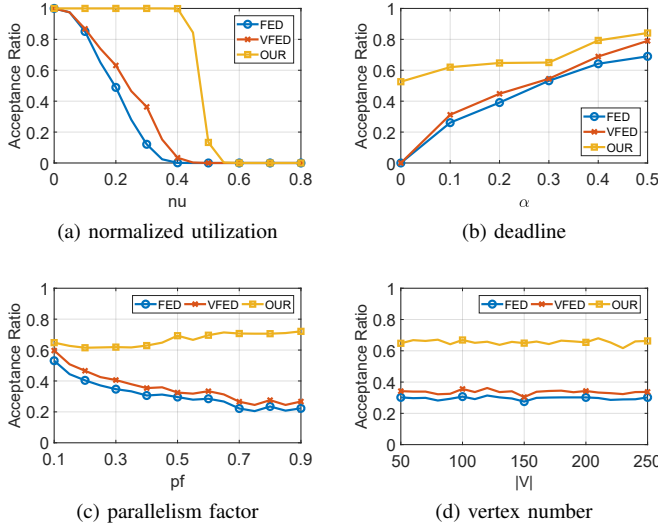 FED
VFED
OUR
Acceptance Ratio
1
0.8
0.6
0.4
0.2
0
0 0.2 0.4 0.6 0.8
nu
(a) normalized utilization
Acceptance Ratio
1
0.8
0.6
0.4
0.2
0
FED
VFED
OUR
0 0.1 0.2 0.3 0.4 0.5
α
(b) deadline
FED VFED OUR
Acceptance Ratio
1
0.8
0.6
0.4
0.2
0
0.1 0.3 0.5 0.7 0.9
pf
(c) parallelism factor
FED VFED OUR
Acceptance Ratio
1
0.8
0.6
0.4
0.2
0
50 100 150 200 250
|V|
(d) vertex number